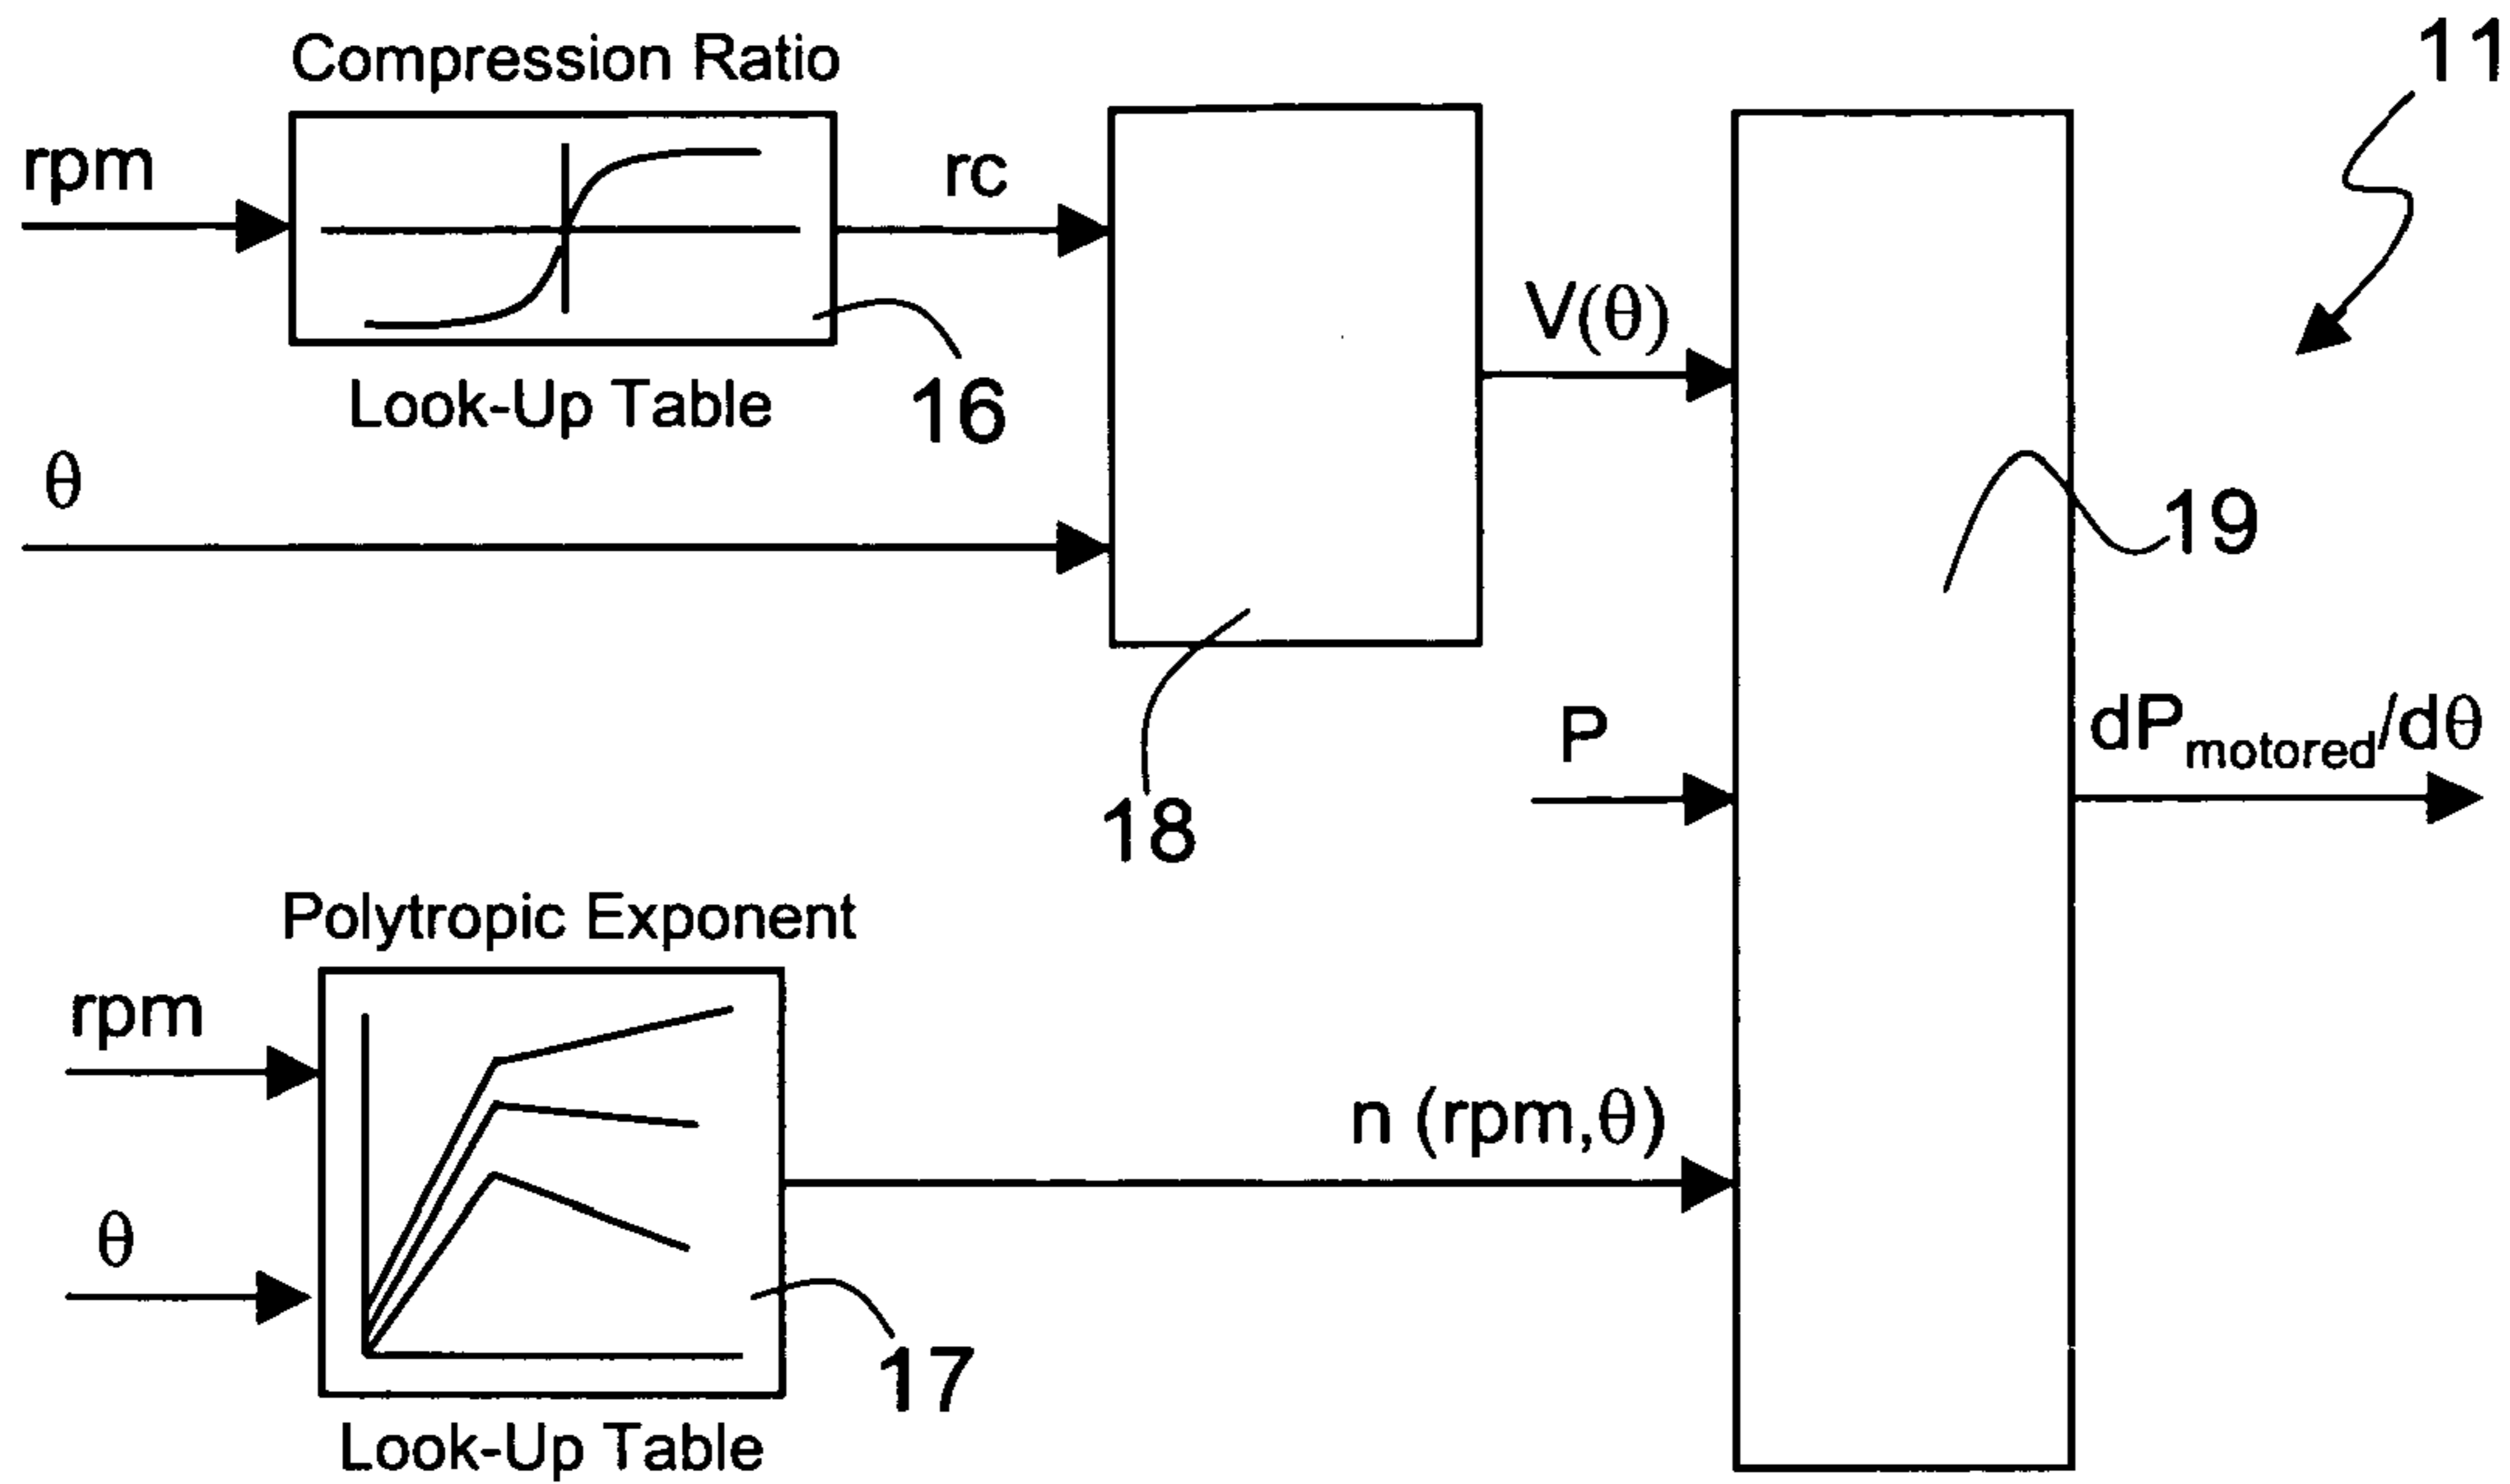 11
Compression Ratio
rpm
rc
Look-Up Table
16
θ
V(θ)
19
18
P
dPmotored/dθ
Polytropic Exponent
rpm
n (rpm,θ)
θ
17
Look-Up Table